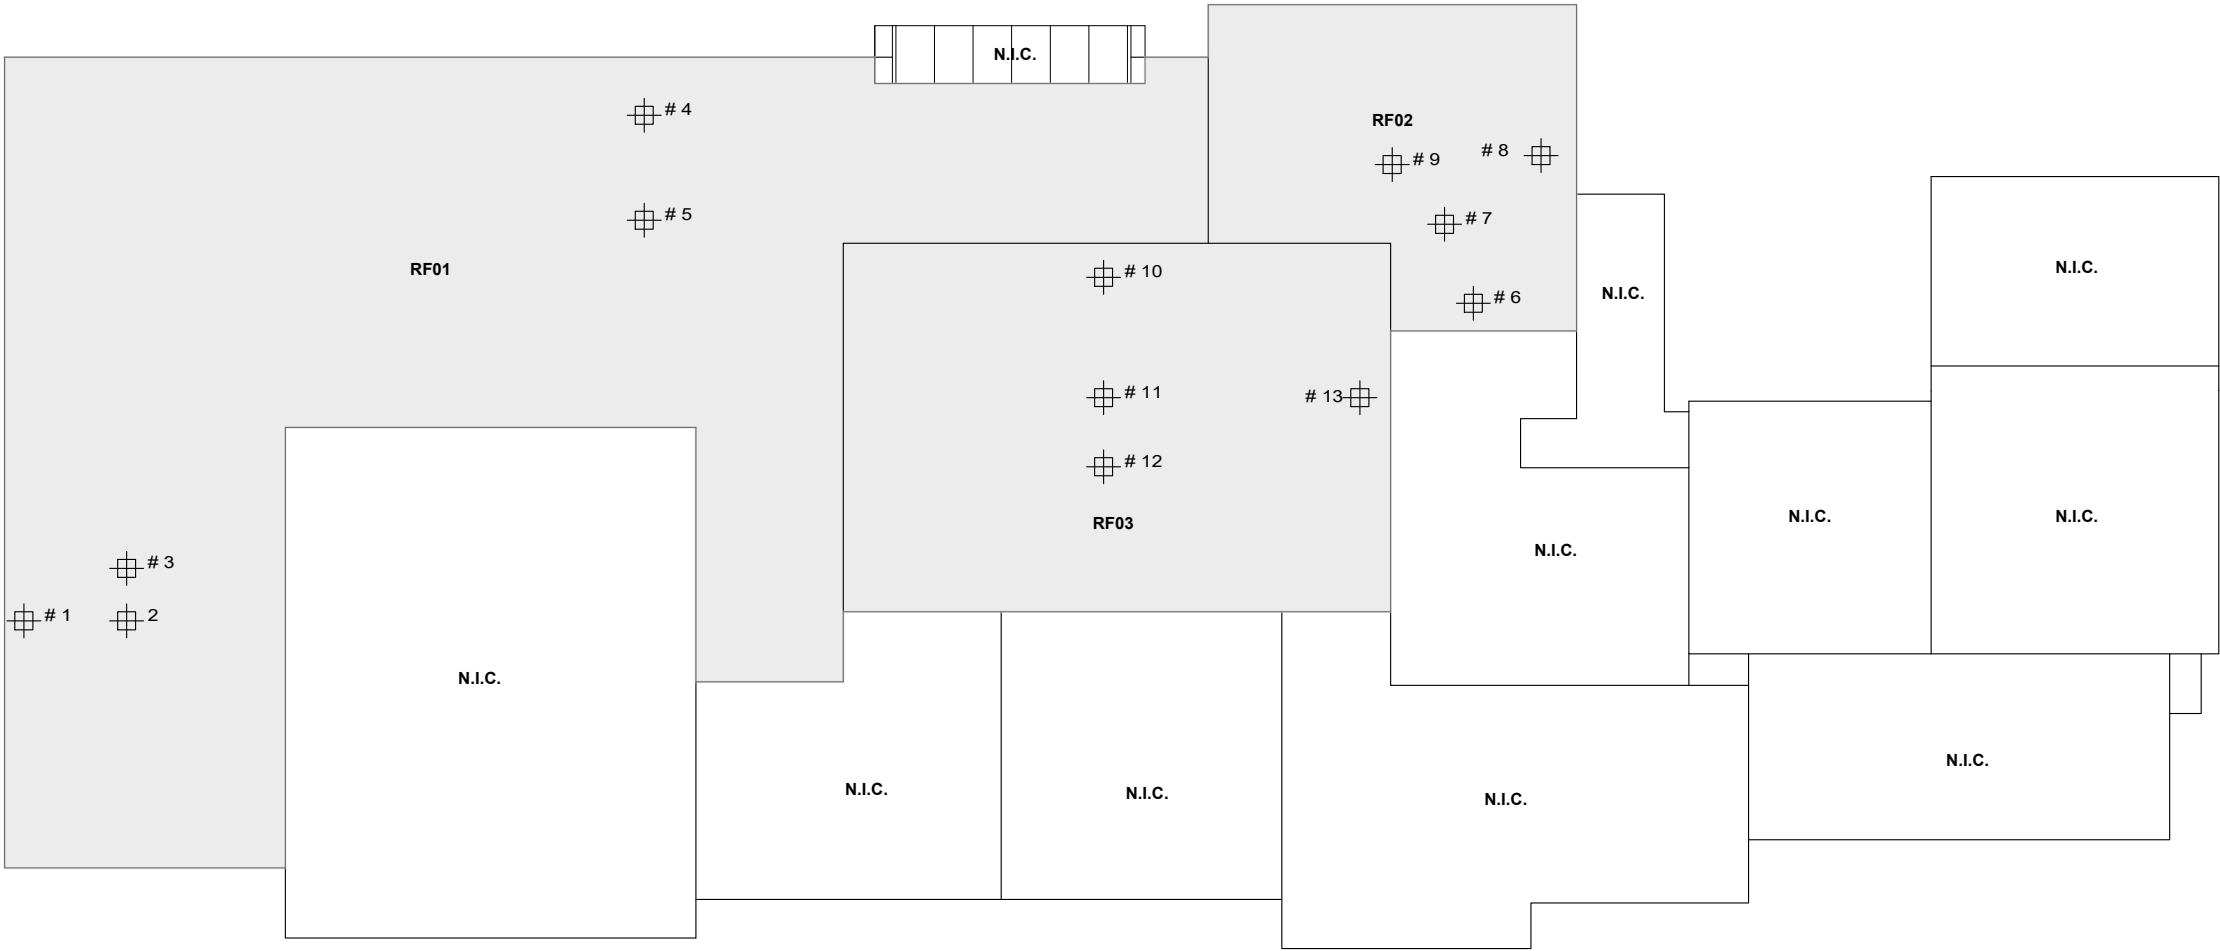 N.I.C.
# 4
RF02
# 8
# 9
# 5
# 7
RF01
# 10
N.I.C.
N.I.C.
# 6
# 11
# 13
# 12
RF03
N.I.C.
N.I.C.
N.I.C.
# 3
# 1
2
N.I.C.
N.I.C.
N.I.C.
N.I.C.
N.I.C.